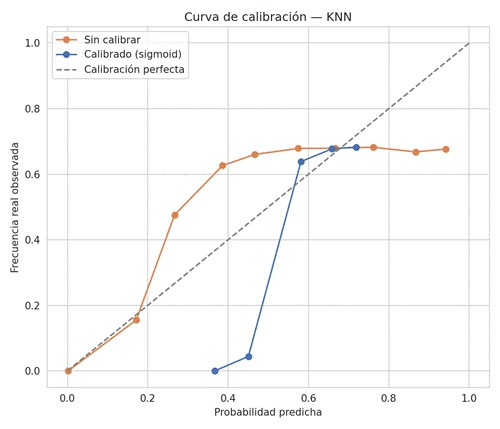 Curva de calibración — KNN
Sin calibrar
Calibrado (sigmoid)
Calibración perfecta
Frecuencia real observada
1.0
0.8
0.6
0.4
0.2
0.0
0.0 0.2 0.4 0.6 0.8 1.0
Probabilidad predicha